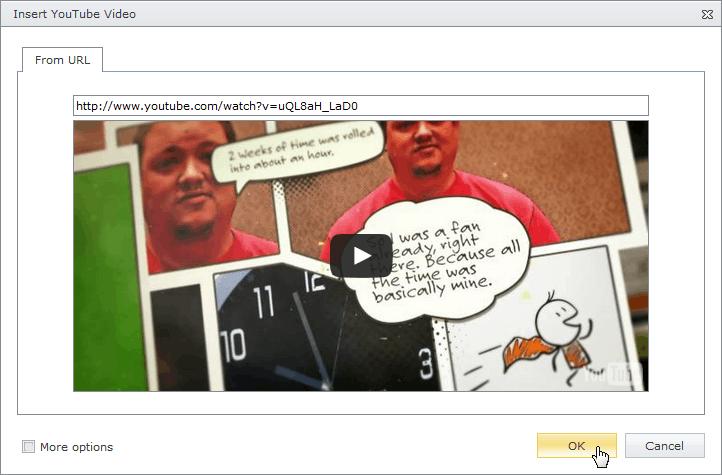 Insert YouTube Video
From URL
http://www.youtube.com/watch?v=uQL8aH_LaD0
2 weeks of time was rolled
into about an hour.
So I was a fan
already, right
there. Because all
the time was
basically mine.
10
11
12
3
YouTube
More options
OK
Cancel